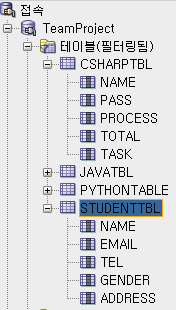 접속
TeamProject
테이블(필터링됨)
CSHARPTBL
NAME
PASS
PROCESS
TOTAL
TASK
JAVATBL
PYTHONTABLE
STUDENTTBL
NAME
EMAIL
TEL
GENDER
ADDRESS